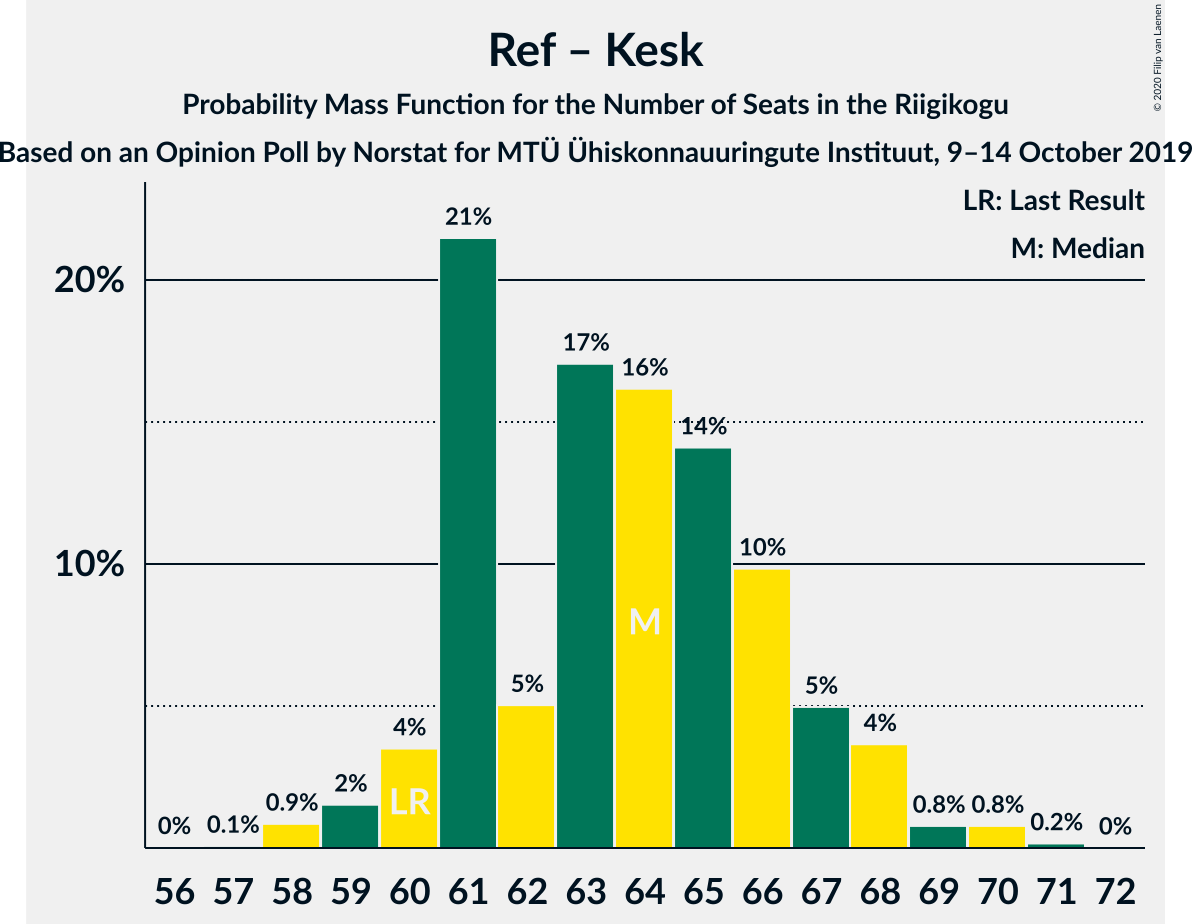 Ref – Kesk
Probability Mass Function for the Number of Seats in the Riigikogu
Based on an Opinion Poll by Norstat for MTÜ Ühiskonnauuringute Instituut, 9–14 October 2019
© 2020 Filip van Laenen
LR: Last Result
M: Median
20%
10%
0% 0.1% 0.9% 2% 4% 21% 5% 17% 16% 14% 10% 5% 4% 0.8% 0.8% 0.2% 0%
LR
M
56 57 58 59 60 61 62 63 64 65 66 67 68 69 70 71 72